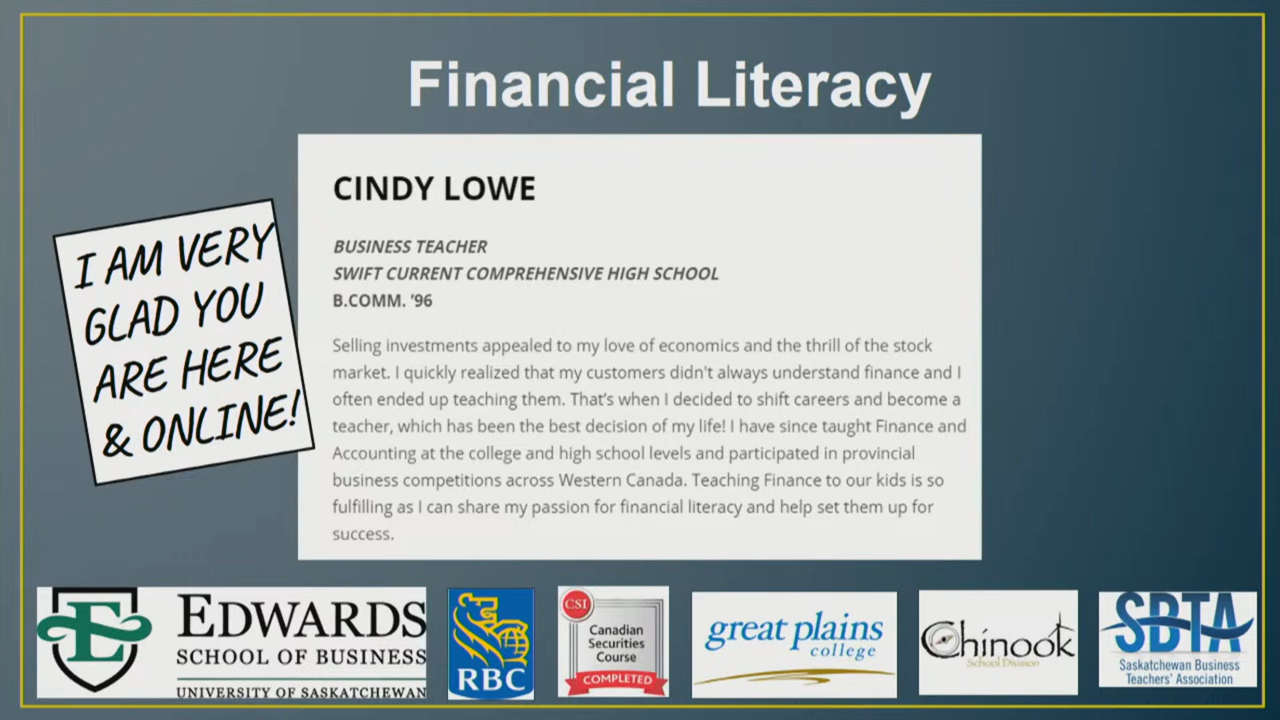 Financial Literacy
I AM VERY
GLAD YOU
ARE HERE
& ONLINE!
CINDY LOWE
BUSINESS TEACHER
SWIFT CURRENT COMPREHENSIVE HIGH SCHOOL
B.COMM. '96
Selling investments appealed to my love of economics and the thrill of the stock
market. I quickly realized that my customers didn't always understand finance and I
often ended up teaching them. That's when I decided to shift careers and become a
teacher, which has been the best decision of my life! I have since taught Finance and
Accounting at the college and high school levels and participated in provincial
business competitions across Western Canada. Teaching Finance to our kids is so
fulfilling as I can share my passion for financial literacy and help set them up for
success.
E
EDWARDS
SCHOOL OF BUSINESS
UNIVERSITY OF SASKATCHEWAN
RBC
CSI
Canadian
Securities
Course
COMPLETED
great plains
college
Chinook
School Division
SBTA
Saskatchewan Business
Teachers' Association